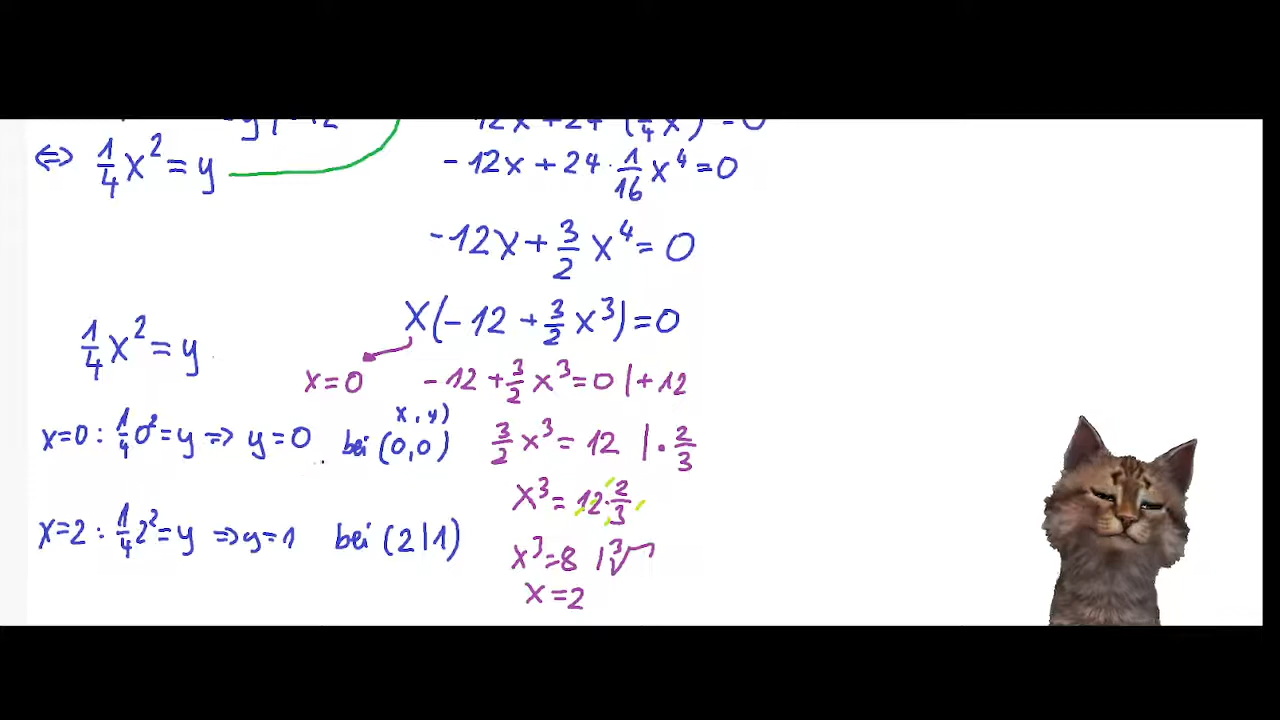 -12x + 24 · 1/16 x⁴ = 0
⇔ 1/4 x² = y
-12x + 3/2 x⁴ = 0
x(-12 + 3/2 x³) = 0
1/4 x² = y
x=0
-12 + 3/2 x³ = 0 | +12
x, y)
x=0 : 1/4 0² = y ⇒ y=0 bei (0,0)
3/2 x³ = 12 | · 2/3
x³ = 12 · 2/3
x=2 : 1/4 2² = y ⇒ y=1 bei (2|1)
x³=8 | ³√
x=2